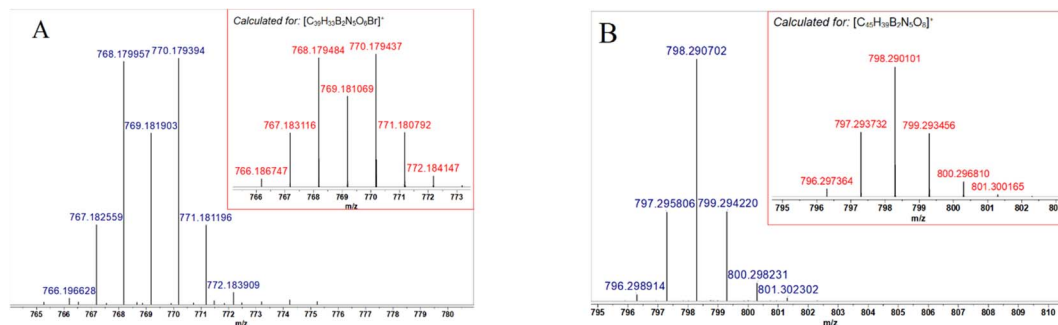 A
Calculated for: [C₃₉H₃₃B₂N₅O₆Br]⁺
768.179484
770.179437
769.181069
767.183116
771.180792
766.186747
772.184147
766 767 768 769 770 771 772 773
m/z
768.179957
770.179394
769.181903
767.182559
771.181196
766.196628
772.183909
765 766 767 768 769 770 771 772 773 774 775 776 777 778 779 780
m/z
B
Calculated for: [C₄₅H₃₉B₂N₅O₈]⁺
798.290101
797.293732
799.293456
796.297364
800.296810
801.300165
795 796 797 798 799 800 801 802
m/z
798.290702
797.295806
799.294220
796.298914
800.298231
801.302302
795 796 797 798 799 800 801 802 803 804 805 806 807 808 809 810
m/z